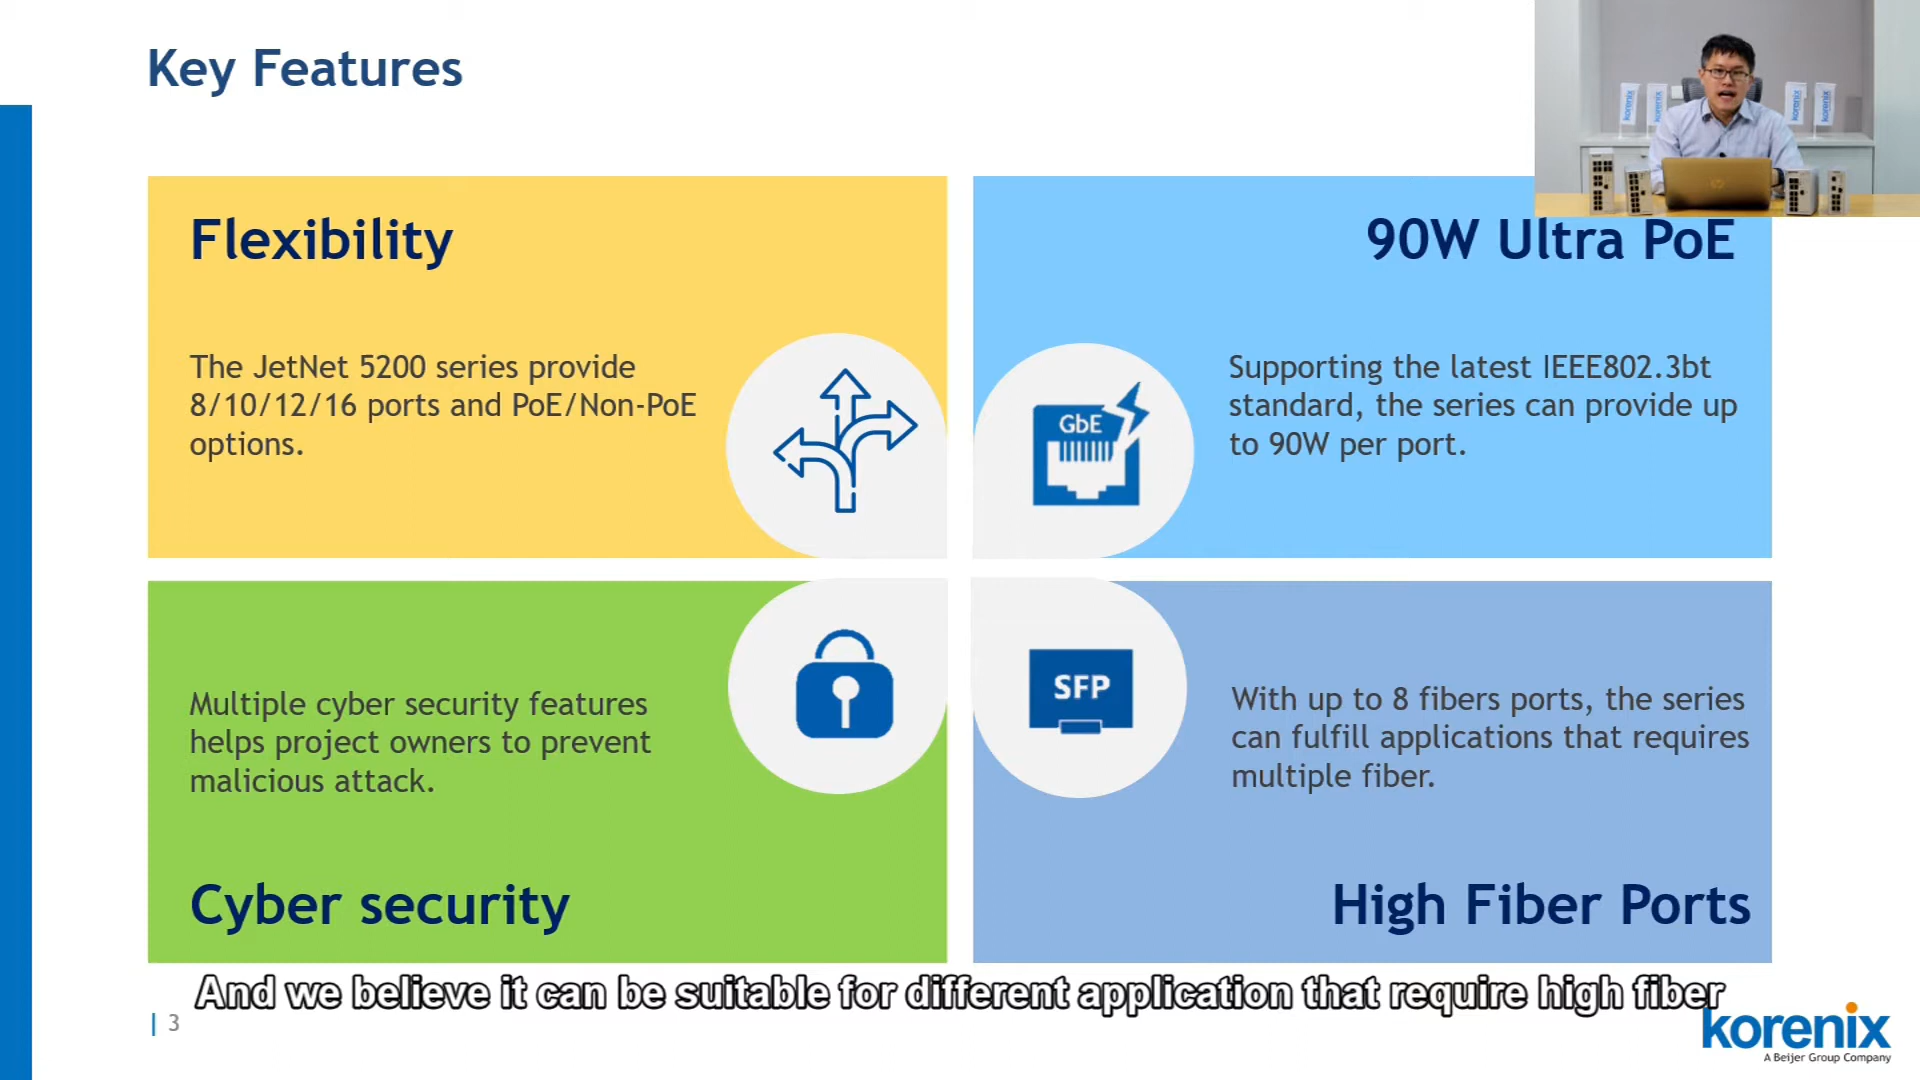 Key Features
korenix
korenix
korenix
korenix
Flexibility
The JetNet 5200 series provide
8/10/12/16 ports and PoE/Non-PoE
options.
90W Ultra PoE
GbE
Supporting the latest IEEE802.3bt
standard, the series can provide up
to 90W per port.
Multiple cyber security features
helps project owners to prevent
malicious attack.
Cyber security
SFP
With up to 8 fibers ports, the series
can fulfill applications that requires
multiple fiber.
High Fiber Ports
And we believe it can be suitable for different application that require high fiber
| 3
korenix
A Beijer Group Company